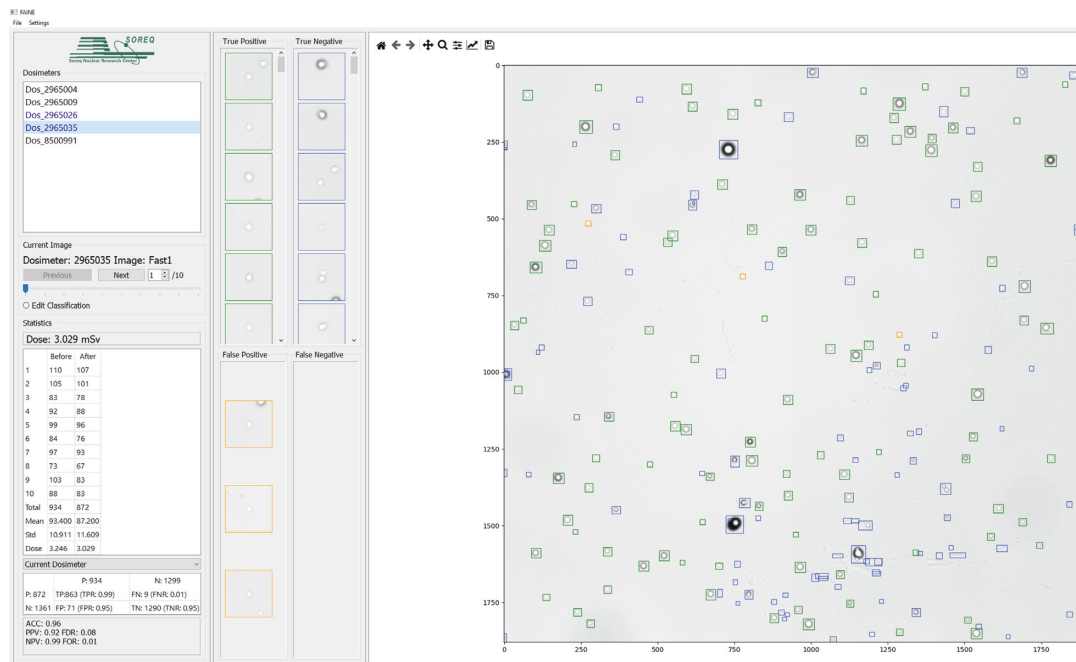 FAINE
File Settings
SOREQ
Soreq Nuclear Research Center
Dosimeters
Dos_2965004
Dos_2965009
Dos_2965026
Dos_2965035
Dos_8500991
Current Image
Dosimeter: 2965035 Image: Fast1
Previous Next 1 /10
Edit Classification
Statistics
Dose: 3.029 mSv
Before After
1 110 107
2 105 101
3 83 78
4 92 88
5 99 96
6 84 76
7 97 93
8 73 67
9 103 83
10 88 83
Total 934 872
Mean 93.400 87.200
Std 10.911 11.609
Dose 3.246 3.029
Current Dosimeter
P: 934 N: 1299
P: 872 TP:863 (TPR: 0.99) FN: 9 (FNR: 0.01)
N: 1361 FP: 71 (FPR: 0.95) TN: 1290 (TNR: 0.95)
ACC: 0.96
PPV: 0.92 FDR: 0.08
NPV: 0.99 FOR: 0.01
True Positive True Negative
False Positive False Negative
0
250
500
750
1000
1250
1500
1750
0 250 500 750 1000 1250 1500 1750